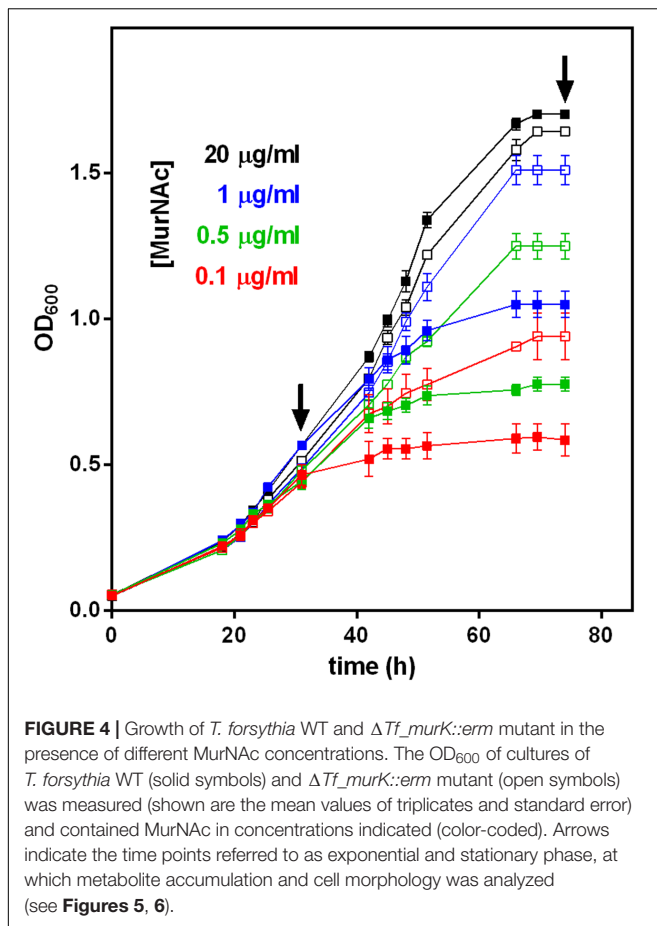 1.5
1.0
0.5
0.0
OD600
[MurNAc]
20 µg/ml
1 µg/ml
0.5 µg/ml
0.1 µg/ml
0 20 40 60 80
time (h)
FIGURE 4 | Growth of T. forsythia WT and ΔTf_murK::erm mutant in the
presence of different MurNAc concentrations. The OD600 of cultures of
T. forsythia WT (solid symbols) and ΔTf_murK::erm mutant (open symbols)
was measured (shown are the mean values of triplicates and standard error)
and contained MurNAc in concentrations indicated (color-coded). Arrows
indicate the time points referred to as exponential and stationary phase, at
which metabolite accumulation and cell morphology was analyzed
(see Figures 5, 6).